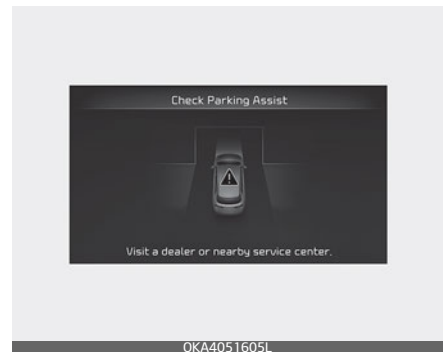 Check Parking Assist
Visit a dealer or nearby service center.
OKA4051605L